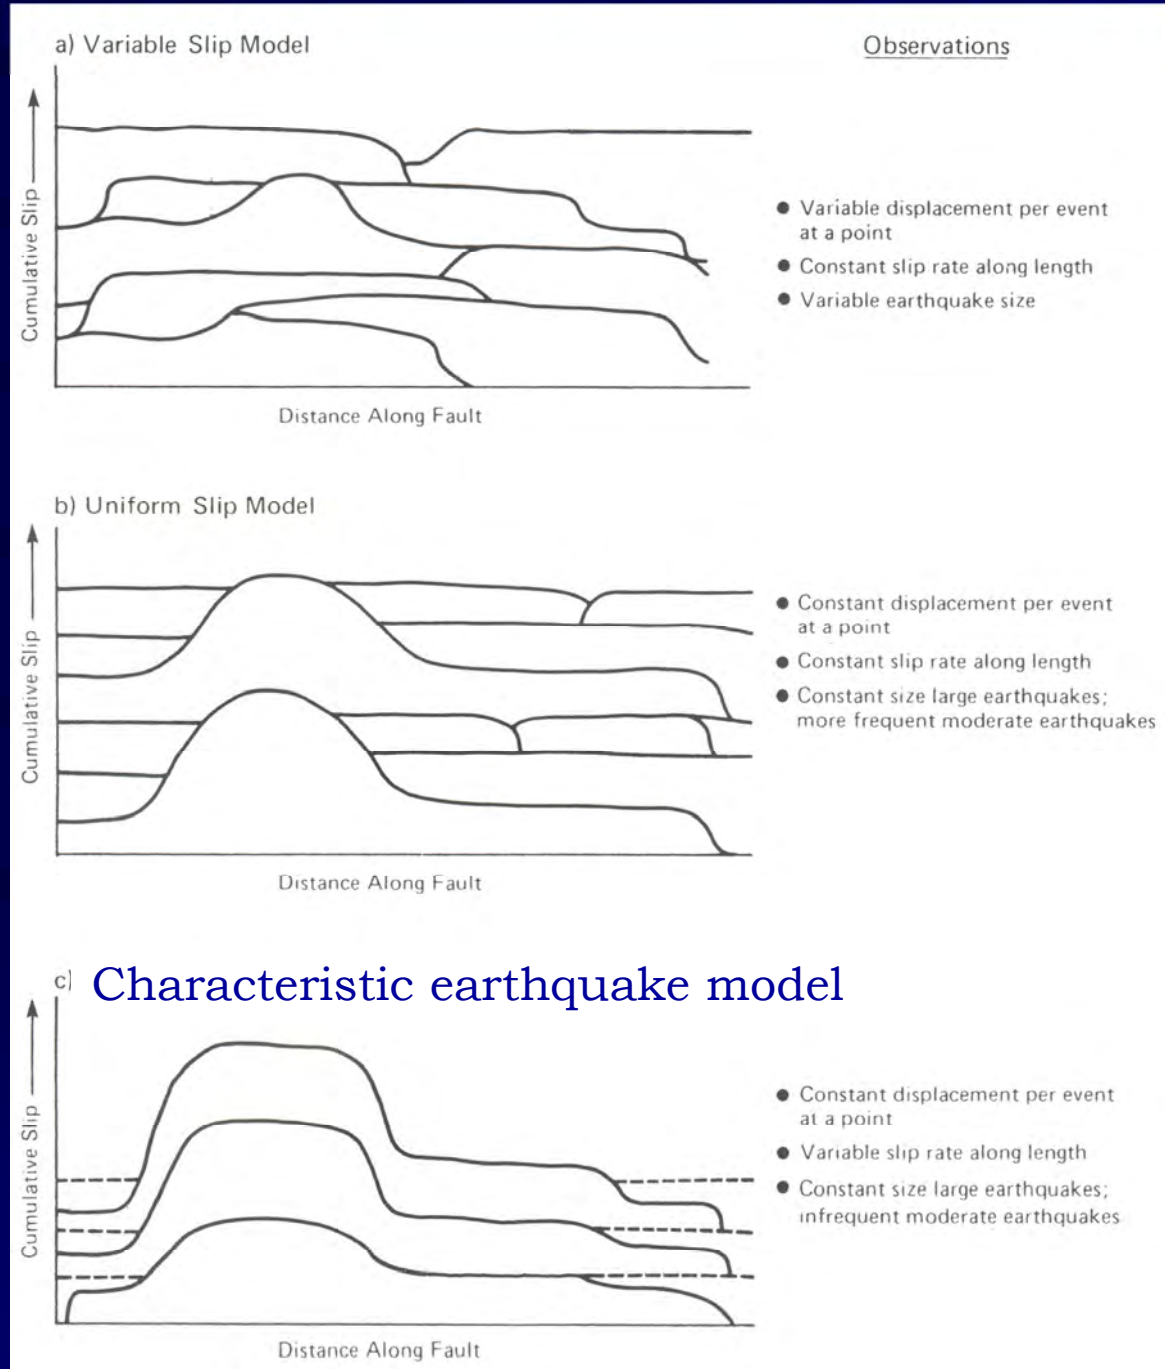 a) Variable Slip Model
Observations
Cumulative Slip
Distance Along Fault
● Variable displacement per event
at a point
● Constant slip rate along length
● Variable earthquake size
b) Uniform Slip Model
Cumulative Slip
Distance Along Fault
● Constant displacement per event
at a point
● Constant slip rate along length
● Constant size large earthquakes;
more frequent moderate earthquakes
c) Characteristic earthquake model
Cumulative Slip
Distance Along Fault
● Constant displacement per event
at a point
● Variable slip rate along length
● Constant size large earthquakes;
infrequent moderate earthquakes